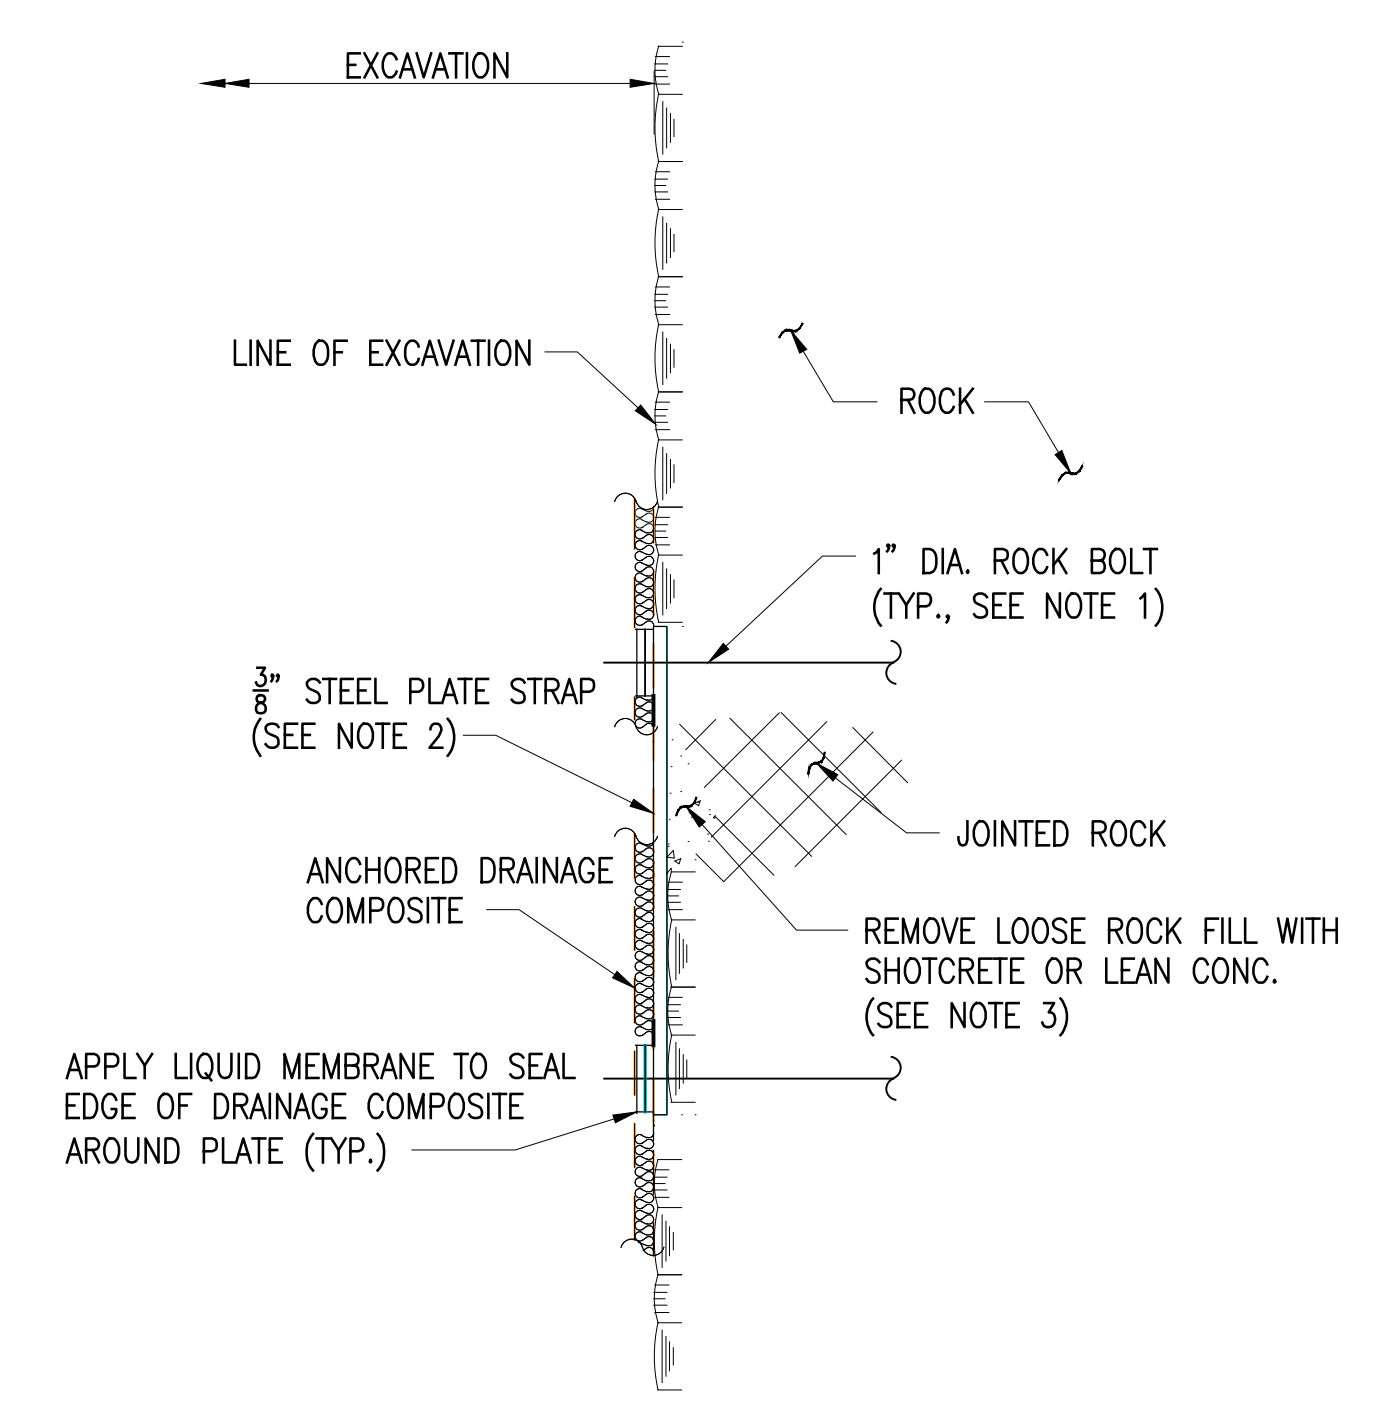 EXCAVATION
LINE OF EXCAVATION
ROCK
1" DIA. ROCK BOLT
(TYP., SEE NOTE 1)
3/8" STEEL PLATE STRAP
(SEE NOTE 2)
JOINTED ROCK
ANCHORED DRAINAGE
COMPOSITE
REMOVE LOOSE ROCK FILL WITH
SHOTCRETE OR LEAN CONC.
(SEE NOTE 3)
APPLY LIQUID MEMBRANE TO SEAL
EDGE OF DRAINAGE COMPOSITE
AROUND PLATE (TYP.)